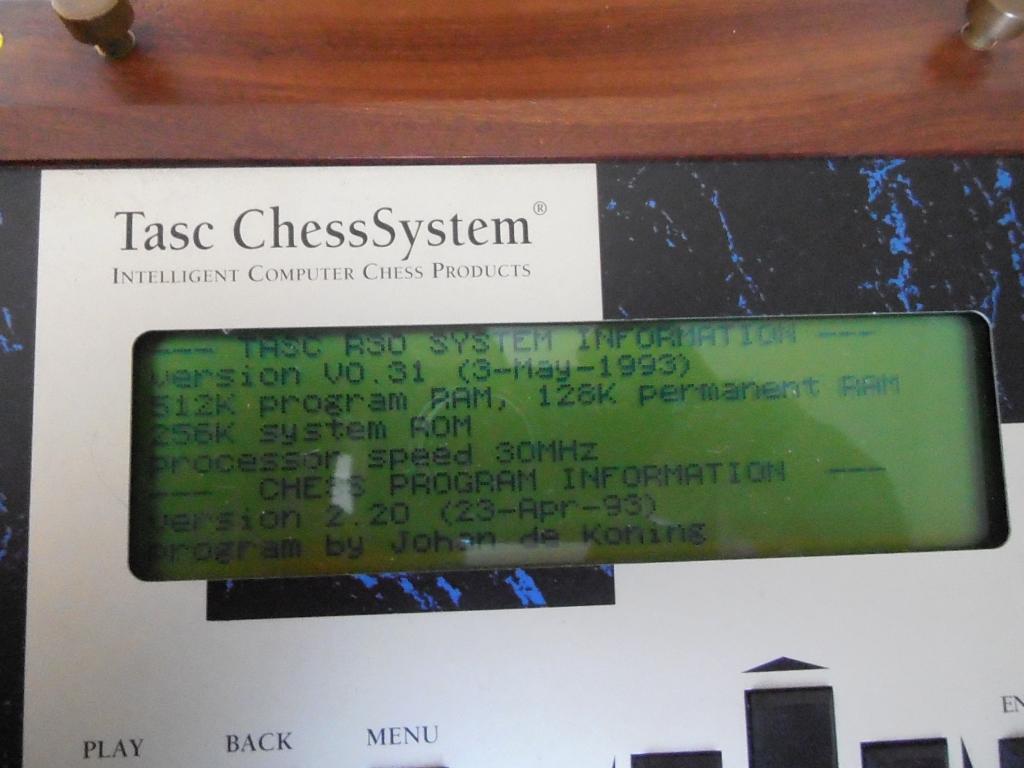 Tasc ChessSystem®
INTELLIGENT COMPUTER CHESS PRODUCTS
--- TASC R30 SYSTEM INFORMATION ---
version V0.31 (3-May-1993)
512K program RAM, 128K permanent RAM
256K system ROM
processor speed 30MHz
--- CHESS PROGRAM INFORMATION ---
version 2.20 (23-Apr-93)
program by Johan de Koning
PLAY BACK MENU